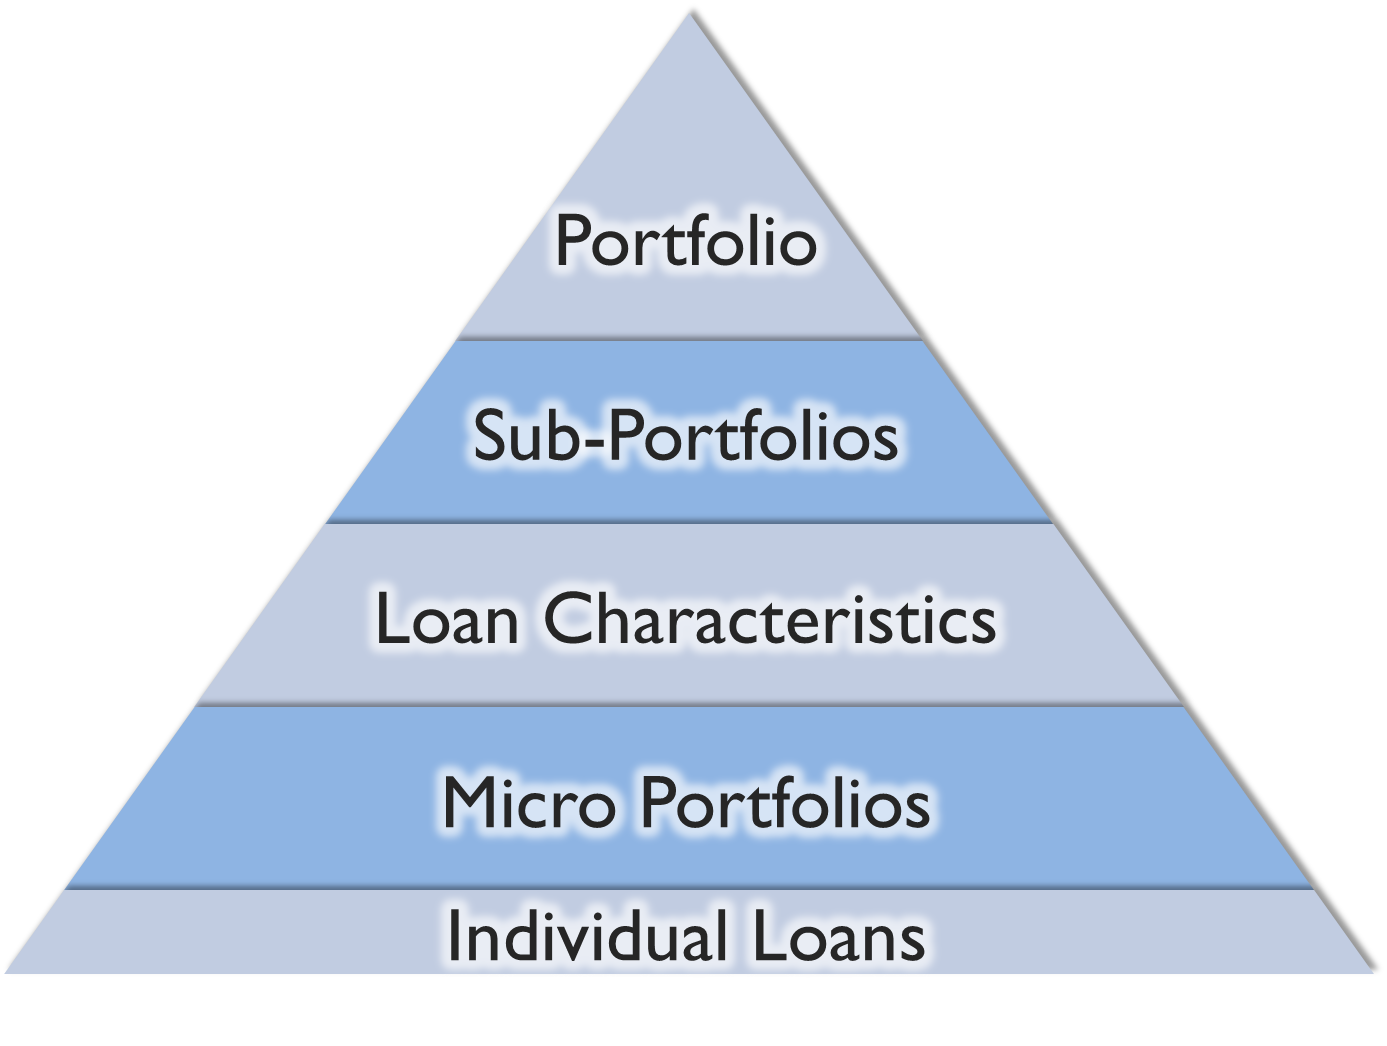 Portfolio
Sub-Portfolios
Loan Characteristics
Micro Portfolios
Individual Loans